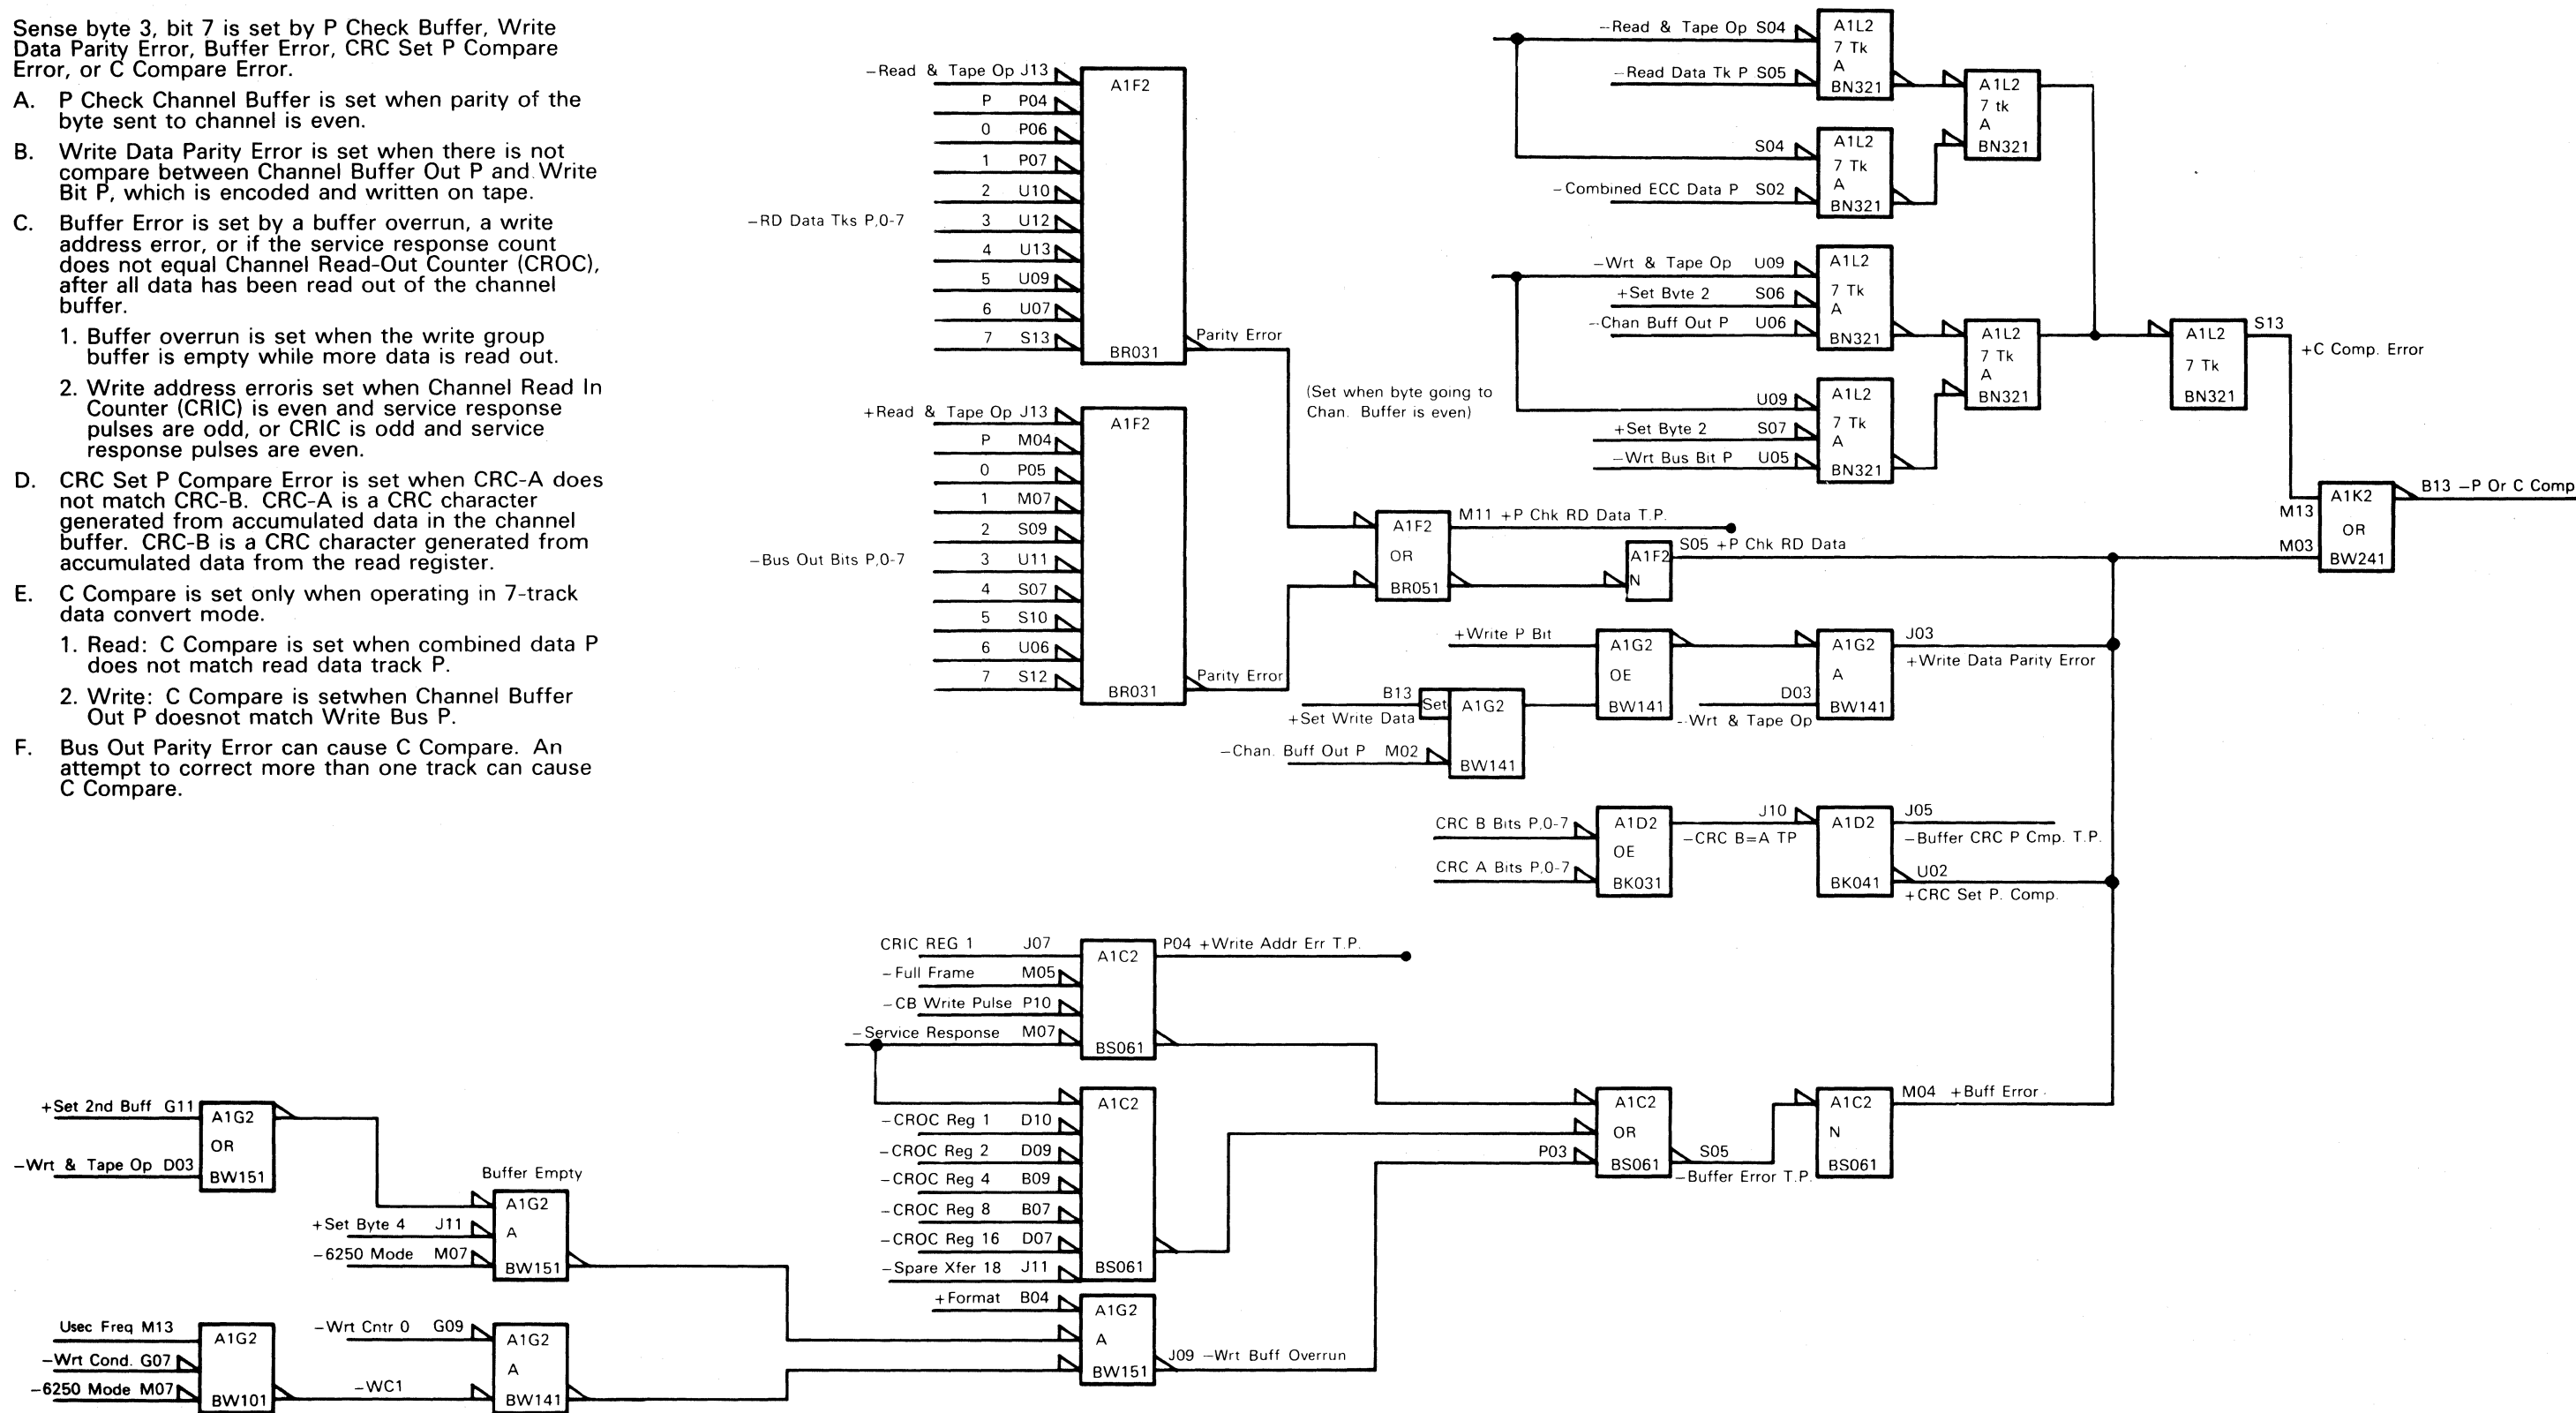 Sense byte 3, bit 7 is set by P Check Buffer, Write
Data Parity Error, Buffer Error, CRC Set P Compare
Error, or C Compare Error.
A. P Check Channel Buffer is set when parity of the
byte sent to channel is even.
B. Write Data Parity Error is set when there is not
compare between Channel Buffer Out P and Write
Bit P, which is encoded and written on tape.
C. Buffer Error is set by a buffer overrun, a write
address error, or if the service response count
does not equal Channel Read-Out Counter (CROC),
after all data has been read out of the channel
buffer.
1. Buffer overrun is set when the write group
buffer is empty while more data is read out.
2. Write address erroris set when Channel Read In
Counter (CRIC) is even and service response
pulses are odd, or CRIC is odd and service
response pulses are even.
D. CRC Set P Compare Error is set when CRC-A does
not match CRC-B. CRC-A is a CRC character
generated from accumulated data in the channel
buffer. CRC-B is a CRC character generated from
accumulated data from the read register.
E. C Compare is set only when operating in 7-track
data convert mode.
1. Read: C Compare is set when combined data P
does not match read data track P.
2. Write: C Compare is setwhen Channel Buffer
Out P doesnot match Write Bus P.
F. Bus Out Parity Error can cause C Compare. An
attempt to correct more than one track can cause
C Compare.
−Read & Tape Op J13
P P04
0 P06
1 P07
2 U10
−RD Data Tks P,0-7
3 U12
4 U13
5 U09
6 U07
7 S13
A1F2
BR031
Parity Error
+Read & Tape Op J13
P M04
0 P05
1 M07
2 S09
−Bus Out Bits P,0-7
3 U11
4 S07
5 S10
6 U06
7 S12
A1F2
BR031
Parity Error
(Set when byte going to
Chan. Buffer is even)
−Read & Tape Op S04
−Read Data Tk P S05
A1L2
7 Tk
A
BN321
S04
−Combined ECC Data P S02
A1L2
7 Tk
A
BN321
A1L2
7 tk
A
BN321
−Wrt & Tape Op U09
+Set Byte 2 S06
−Chan Buff Out P U06
A1L2
7 Tk
A
BN321
U09
+Set Byte 2 S07
−Wrt Bus Bit P U05
A1L2
7 Tk
A
BN321
A1L2
7 Tk
A
BN321
A1L2
7 Tk
BN321
S13
+C Comp. Error
M13
M03
A1K2
OR
BW241
B13 −P Or C Comp
A1F2
OR
BR051
M11 +P Chk RD Data T.P.
A1F2
N
S05 +P Chk RD Data
+Write P Bit
A1G2
OE
BW141
A1G2
A
BW141
J03
+Write Data Parity Error
D03
−Wrt & Tape Op
B13
+Set Write Data
Set
A1G2
BW141
−Chan. Buff Out P M02
CRC B Bits P,0-7
CRC A Bits P,0-7
A1D2
OE
BK031
J10
−CRC B=A TP
A1D2
BK041
J05
−Buffer CRC P Cmp. T.P.
U02
+CRC Set P. Comp.
CRIC REG 1 J07
−Full Frame M05
−CB Write Pulse P10
−Service Response M07
A1C2
BS061
P04 +Write Addr Err T.P.
−CROC Reg 1 D10
−CROC Reg 2 D09
−CROC Reg 4 B09
−CROC Reg 8 B07
−CROC Reg 16 D07
−Spare Xfer 18 J11
A1C2
BS061
P03
A1C2
OR
BS061
S05
−Buffer Error T.P.
A1C2
N
BS061
M04 +Buff Error
+Set 2nd Buff G11
−Wrt & Tape Op D03
A1G2
OR
BW151
Buffer Empty
+Set Byte 4 J11
−6250 Mode M07
A1G2
A
BW151
+Format B04
A1G2
A
BW151
J09 −Wrt Buff Overrun
Usec Freq M13
−Wrt Cond. G07
−6250 Mode M07
A1G2
BW101
−Wrt Cntr 0 G09
−WC1
A1G2
A
BW141